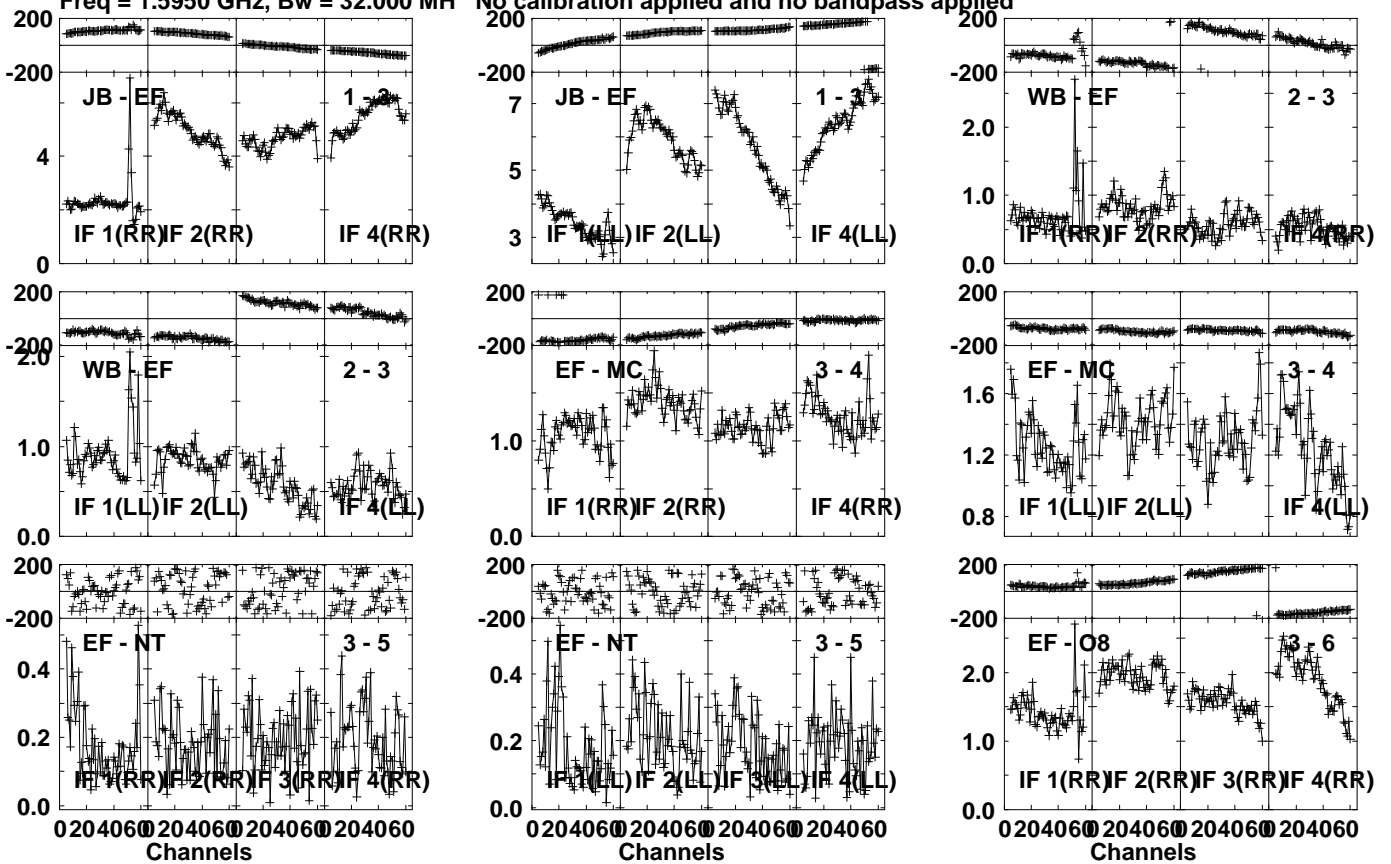 Freq = 1.5950 GHz, Bw = 32.000 MH No calibration applied and no bandpass applied
200
-200
JB - EF
1 - 3
4
0
IF 1(RR)
IF 2(RR)
IF 4(RR)
200
-200
JB - EF
1 - 3
7
5
3
IF 1(LL)
IF 2(LL)
IF 4(LL)
200
-200
WB - EF
2 - 3
2.0
1.0
0.0
IF 1(RR)
IF 2(RR)
IF 4(RR)
200
-200
WB - EF
2 - 3
2.0
1.0
0.0
IF 1(LL)
IF 2(LL)
IF 4(LL)
200
-200
EF - MC
3 - 4
1.0
0.0
IF 1(RR)
IF 2(RR)
IF 4(RR)
200
-200
EF - MC
3 - 4
1.6
1.2
0.8
IF 1(LL)
IF 2(LL)
IF 4(LL)
200
-200
EF - NT
3 - 5
0.4
0.2
0.0
IF 1(RR)
IF 2(RR)
IF 3(RR)
IF 4(RR)
0 20 40 60 0 20 40 60 0 20 40 60 0 20 40 60
Channels
200
-200
EF - NT
3 - 5
0.4
0.2
0.0
IF 1(LL)
IF 2(LL)
IF 3(LL)
IF 4(LL)
0 20 40 60 0 20 40 60 0 20 40 60 0 20 40 60
Channels
200
-200
EF - O8
3 - 6
2.0
1.0
0.0
IF 1(RR)
IF 2(RR)
IF 3(RR)
IF 4(RR)
0 20 40 60 0 20 40 60 0 20 40 60 0 20 40 60
Channels